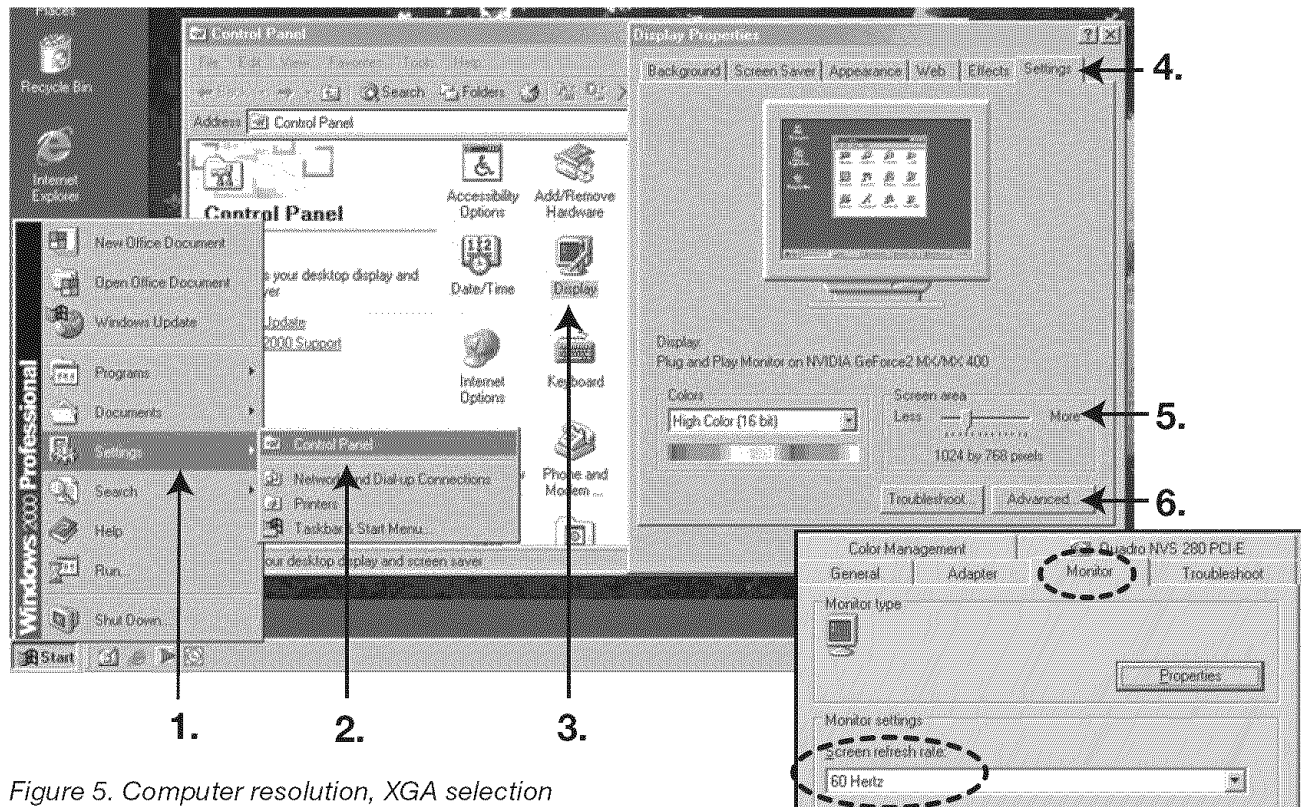 Places
Recycle Bin
Internet
Explorer
Control Panel
File Edit View Favorites Tools Help
Search Folders
Address Control Panel
Control Panel
s your desktop display and
ver
Update
2000 Support
Accessibility
Options
Add/Remove
Hardware
Date/Time
Display
Internet
Options
Keyboard
Phone and
Modem ...
our desktop display and screen saver
Windows 2000 Professional
New Office Document
Open Office Document
Windows Update
Programs
Documents
Settings
Search
Help
Run...
Shut Down...
Start
Control Panel
Network and Dial-up Connections
Printers
Taskbar & Start Menu...
Display Properties
Background Screen Saver Appearance Web Effects Settings
4.
Display:
Plug and Play Monitor on NVIDIA GeForce2 MX/MX 400
Colors
High Color (16 bit)
Screen area
Less More
5.
1024 by 768 pixels
Troubleshoot... Advanced...
6.
Color Management Quadro NVS 280 PCI-E
General Adapter Monitor Troubleshoot
Monitor type
Properties
Monitor settings
Screen refresh rate:
60 Hertz
1.
2.
3.
Figure 5. Computer resolution, XGA selection